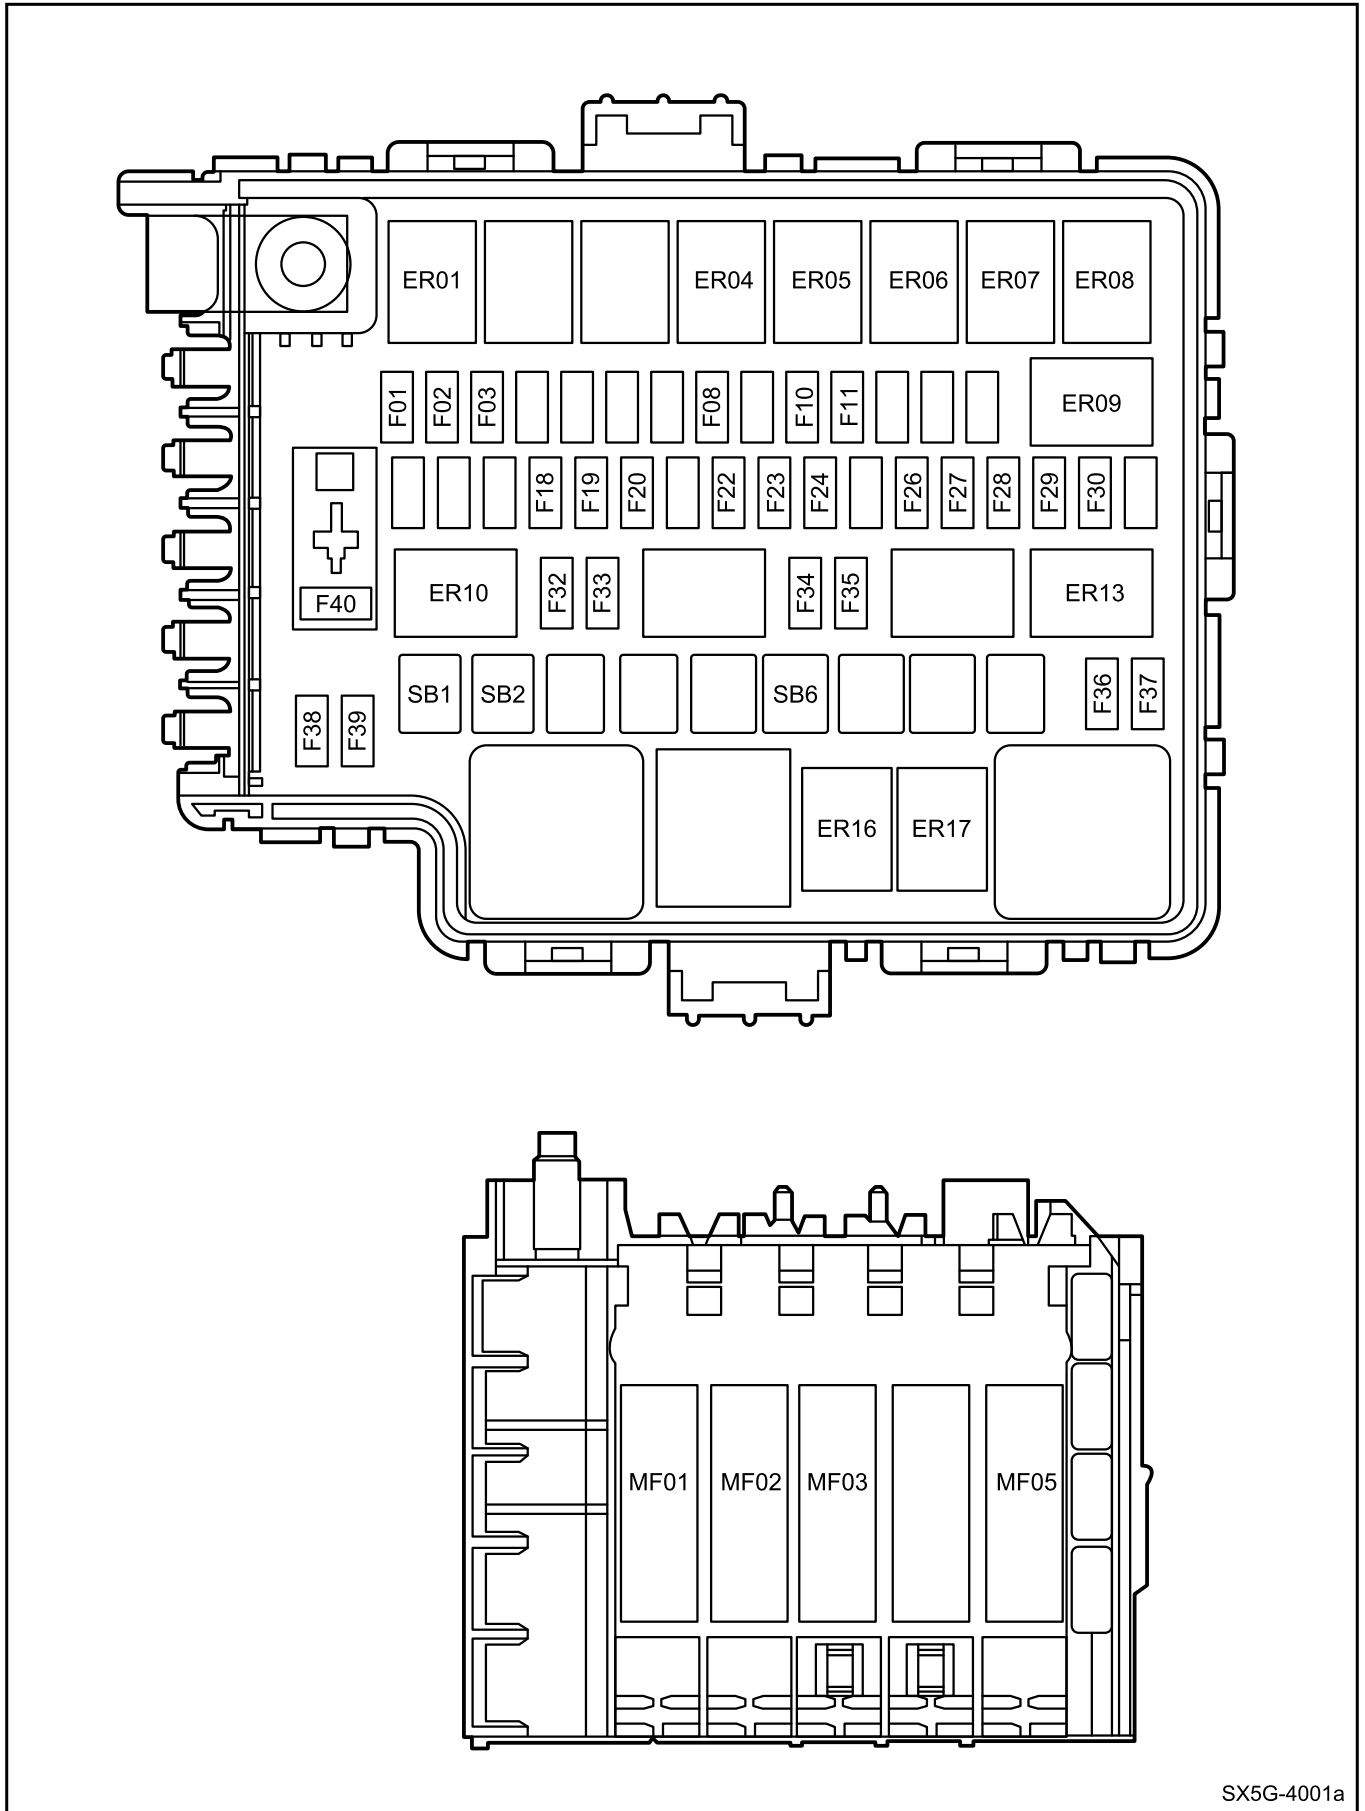 ER01 ER04 ER05 ER06 ER07 ER08
F01 F02 F03 F08 F10 F11 ER09
F18 F19 F20 F22 F23 F24 F26 F27 F28 F29 F30
F40 ER10 F32 F33 F34 F35 ER13
SB1 SB2 SB6 F36 F37
F38 F39
ER16 ER17
MF01 MF02 MF03 MF05
SX5G-4001a